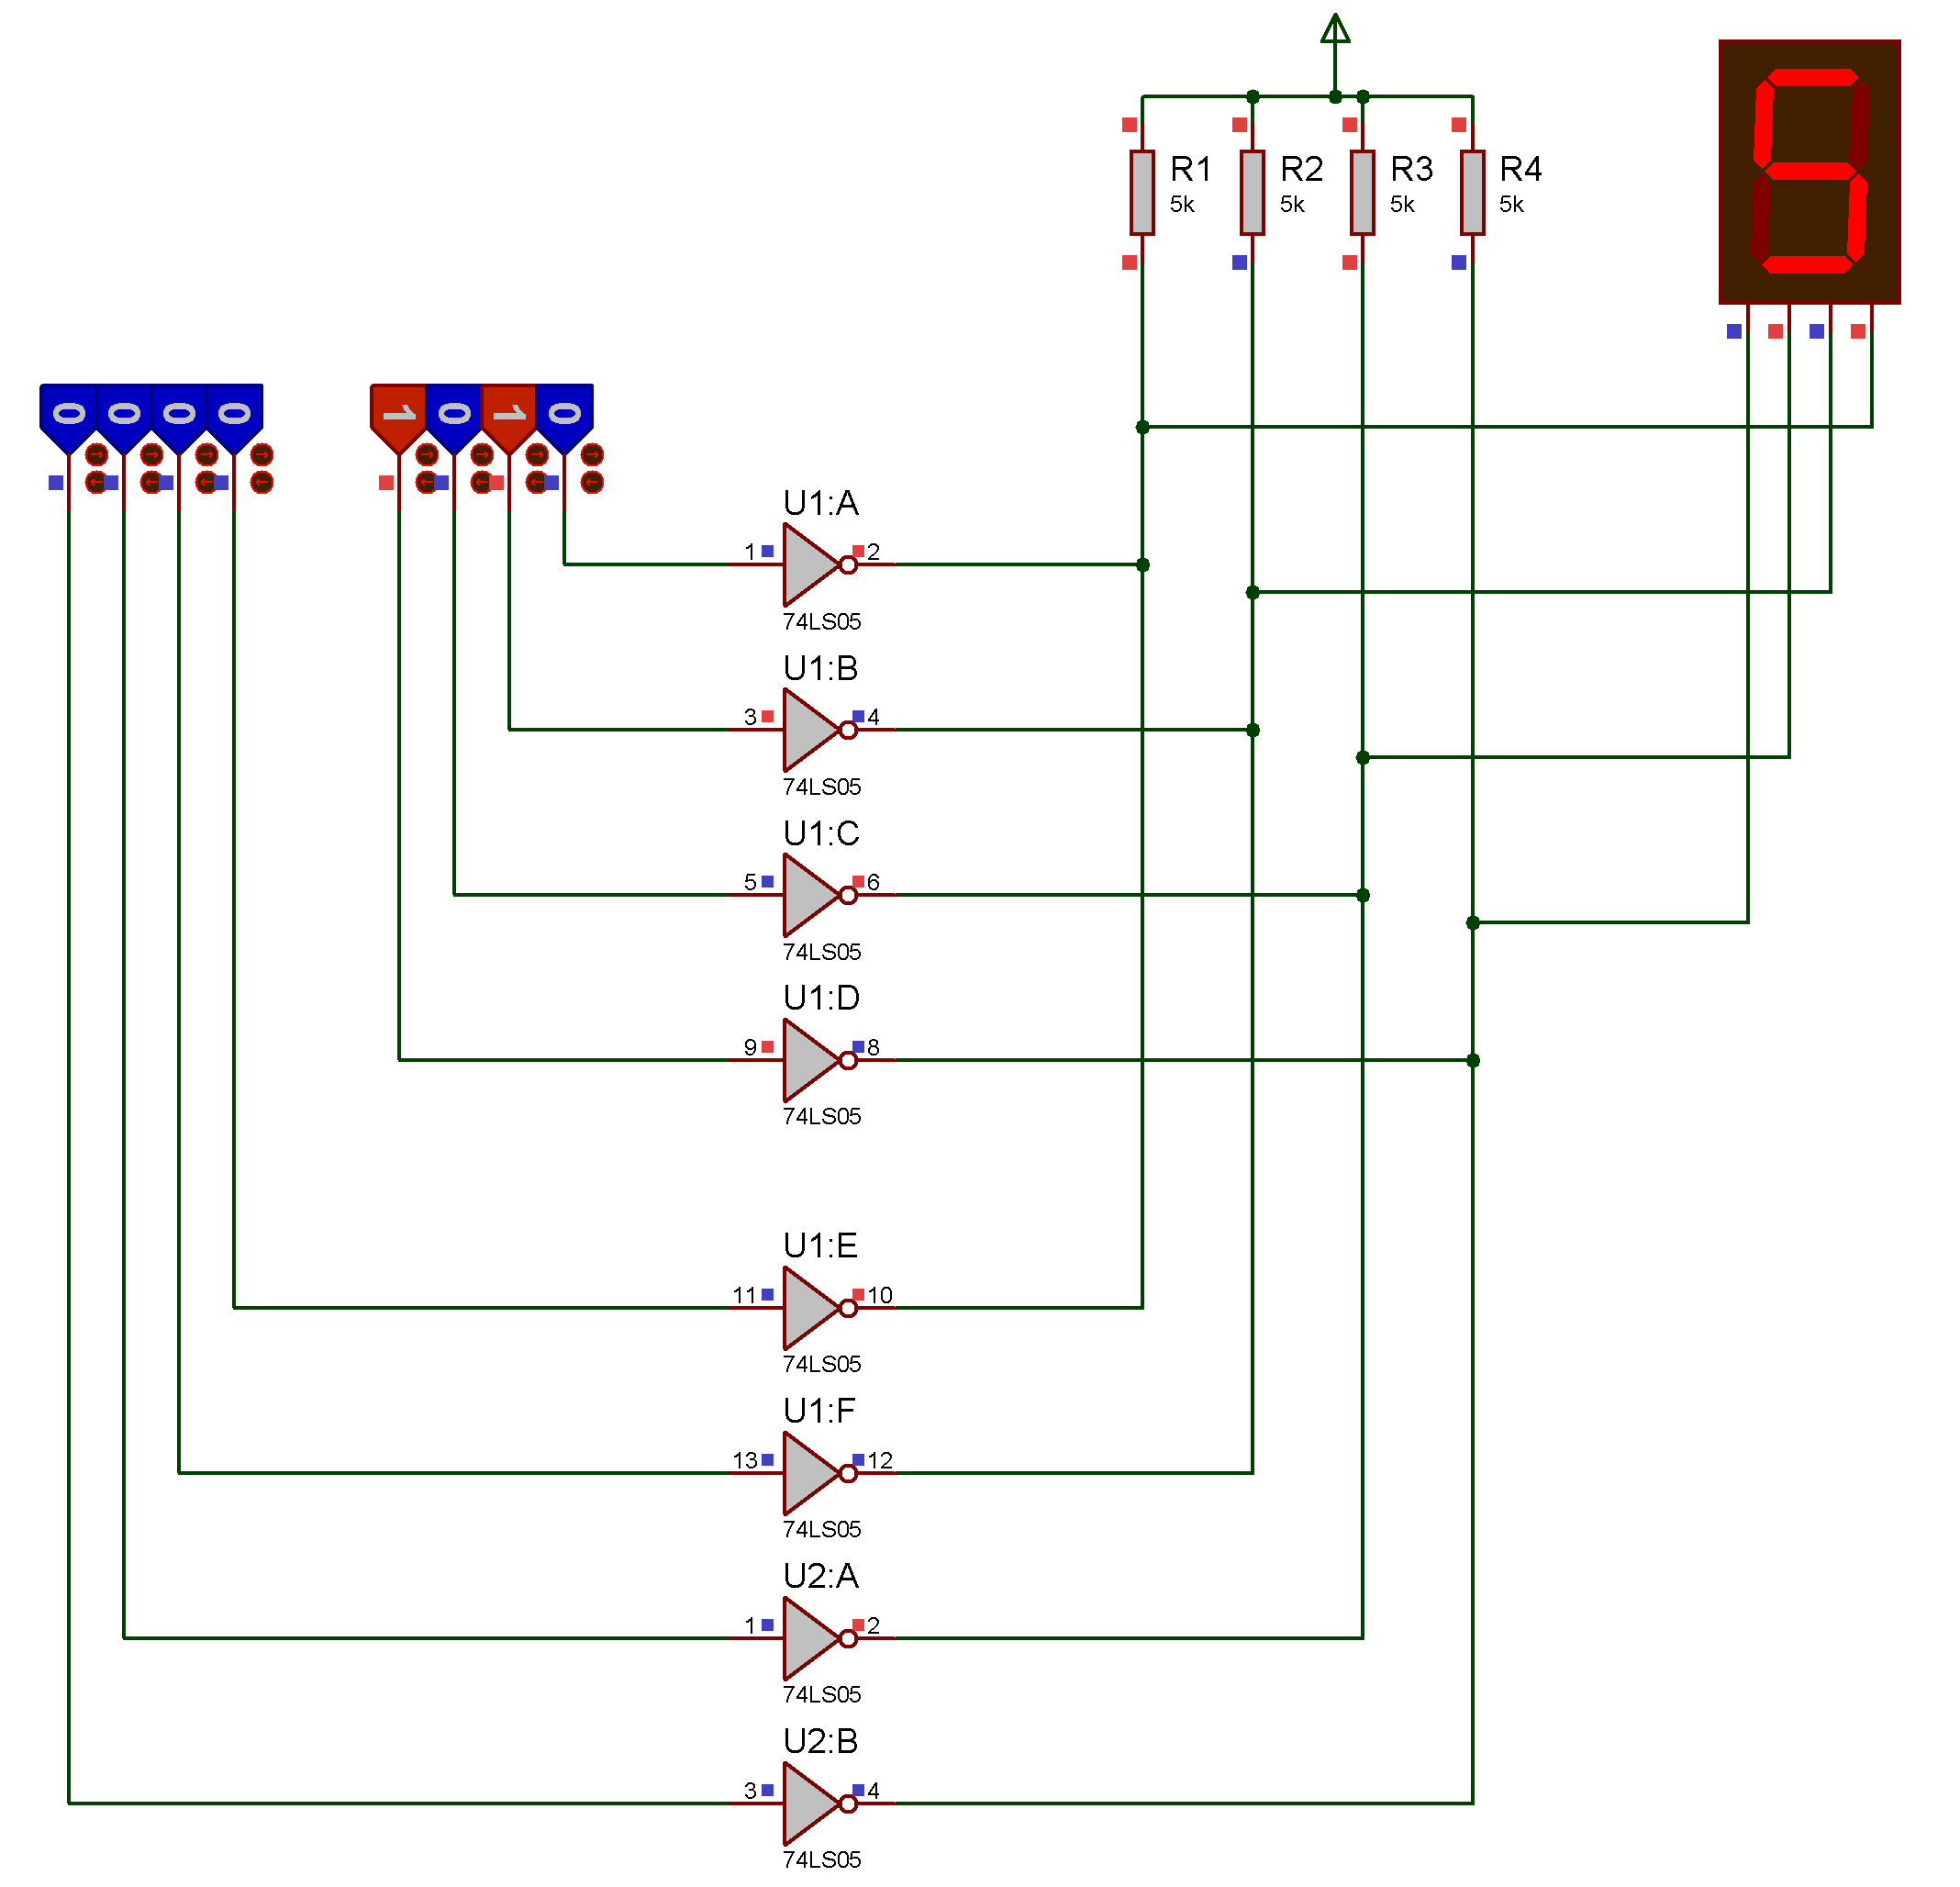 R1 R2 R3 R4
5k 5k 5k 5k
0 0 0 0 1 0 1 0
U1:A
1 2
74LS05
U1:B
3 4
74LS05
U1:C
5 6
74LS05
U1:D
9 8
74LS05
U1:E
11 10
74LS05
U1:F
13 12
74LS05
U2:A
1 2
74LS05
U2:B
3 4
74LS05